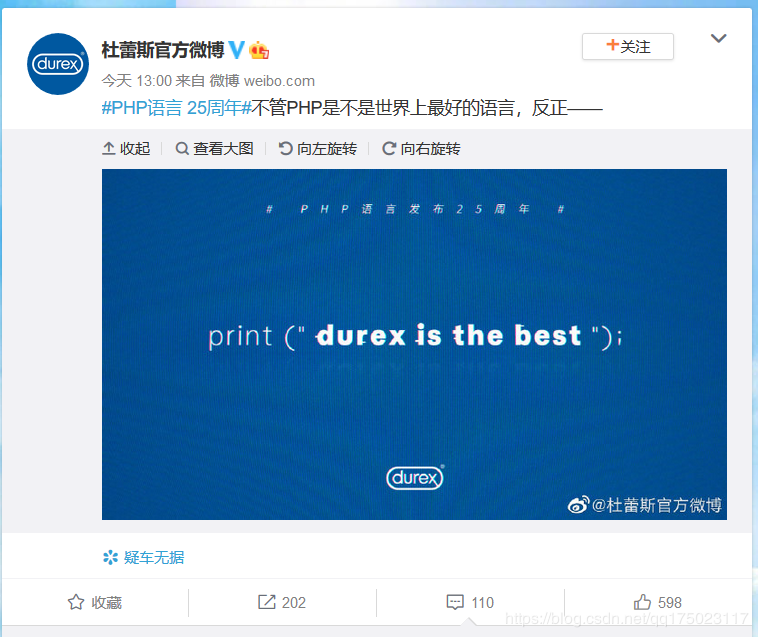 durex
杜蕾斯官方微博
+关注
今天 13:00 来自 微博 weibo.com
#PHP语言 25周年#不管PHP是不是世界上最好的语言，反正——
收起 查看大图 向左旋转 向右旋转
# PHP语言发布25周年 #
print (" durex is the best ");
durex
@杜蕾斯官方微博
疑车无据
收藏 202 110 598
https://blog.csdn.net/qq175023117